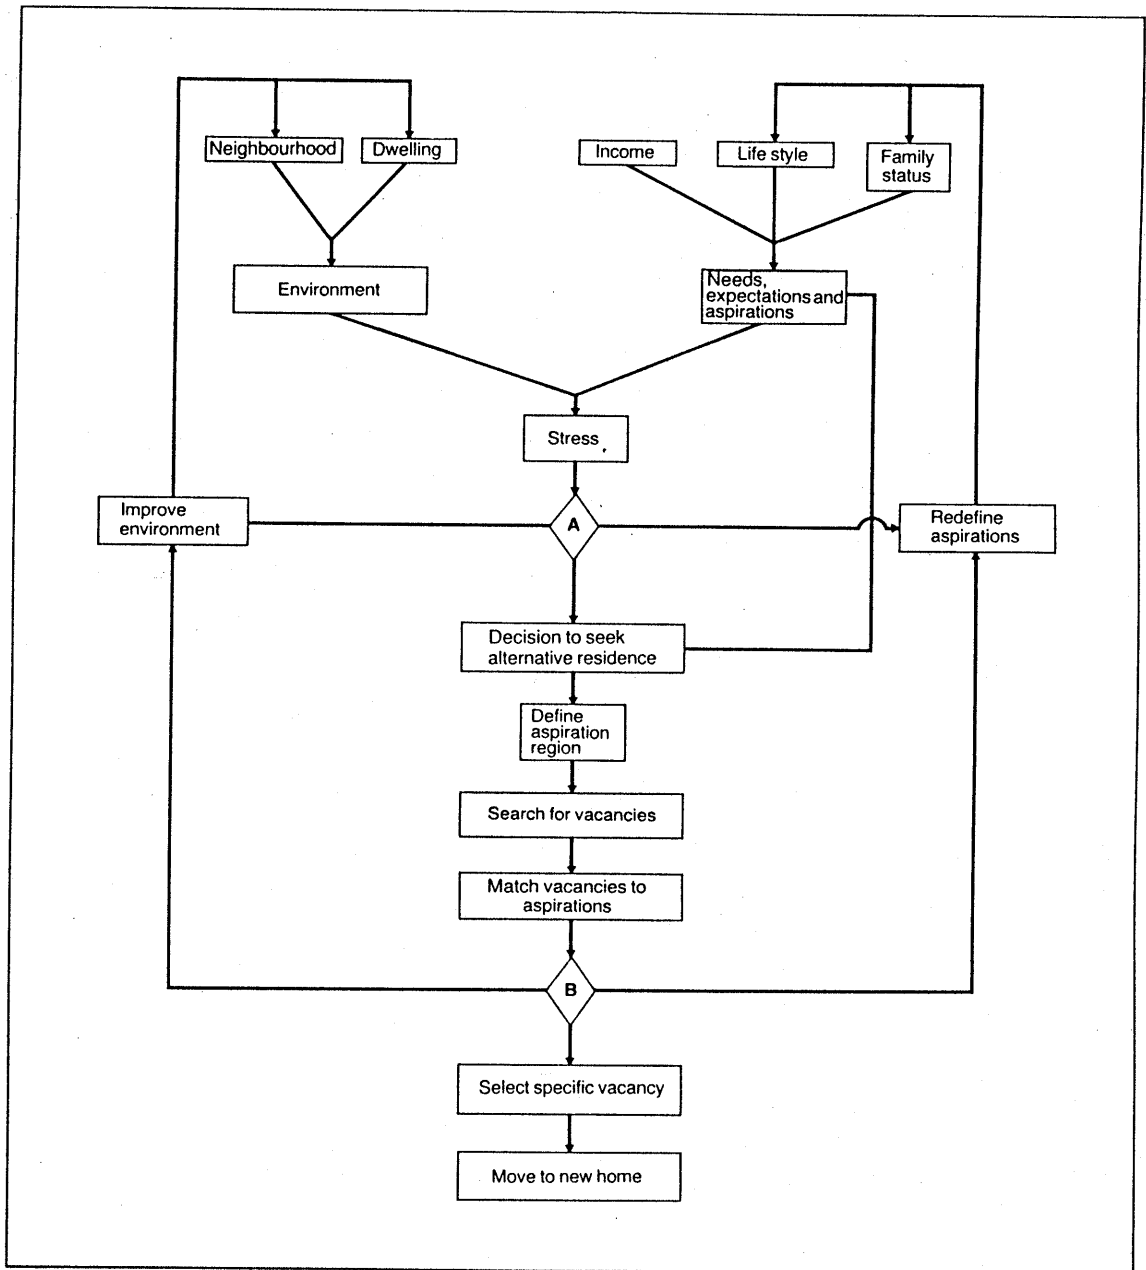 Neighbourhood
Dwelling
Income
Life style
Family
status
Environment
Needs,
expectations and
aspirations
Stress
Improve
environment
A
Redefine
aspirations
Decision to seek
alternative residence
Define
aspiration
region
Search for vacancies
Match vacancies to
aspirations
B
Select specific vacancy
Move to new home